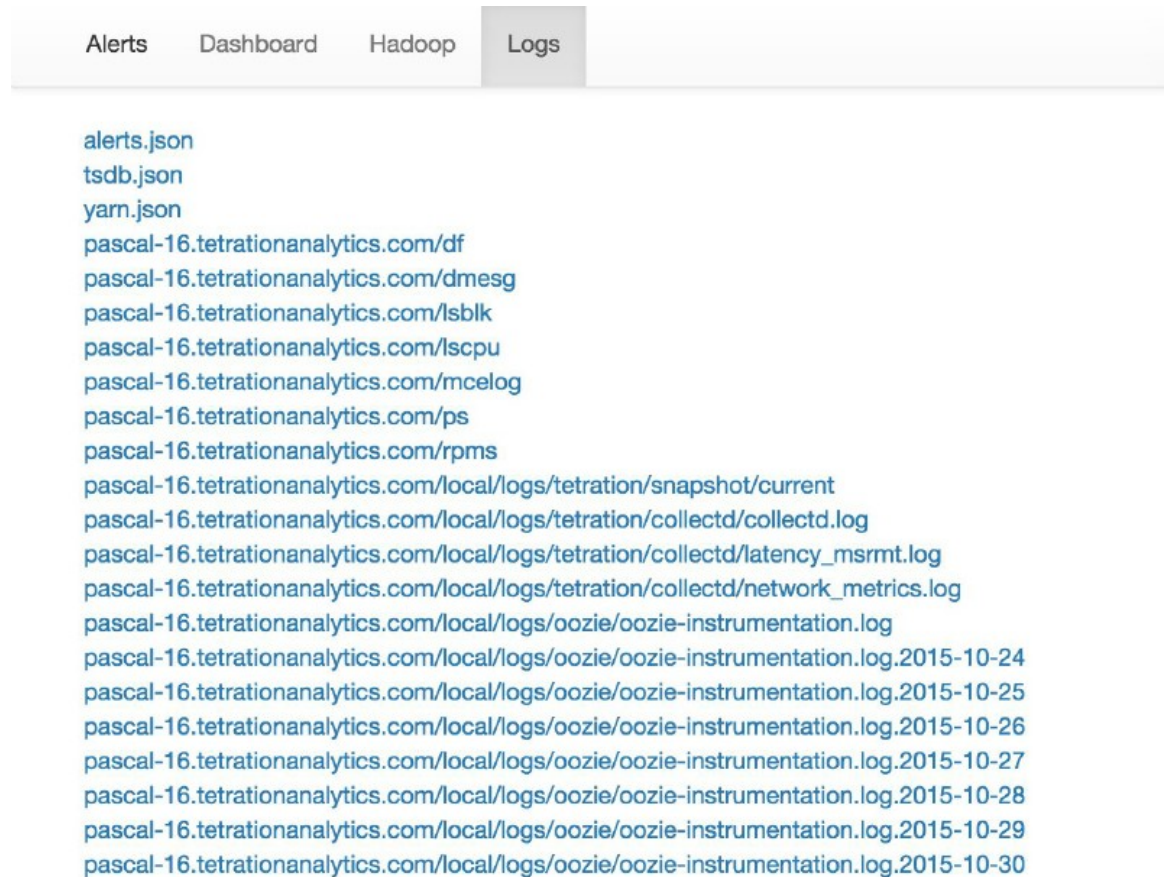 Alerts Dashboard Hadoop Logs
alerts.json
tsdb.json
yarn.json
pascal-16.tetrationanalytics.com/df
pascal-16.tetrationanalytics.com/dmesg
pascal-16.tetrationanalytics.com/lsblk
pascal-16.tetrationanalytics.com/lscpu
pascal-16.tetrationanalytics.com/mcelog
pascal-16.tetrationanalytics.com/ps
pascal-16.tetrationanalytics.com/rpms
pascal-16.tetrationanalytics.com/local/logs/tetration/snapshot/current
pascal-16.tetrationanalytics.com/local/logs/tetration/collectd/collectd.log
pascal-16.tetrationanalytics.com/local/logs/tetration/collectd/latency_msrmt.log
pascal-16.tetrationanalytics.com/local/logs/tetration/collectd/network_metrics.log
pascal-16.tetrationanalytics.com/local/logs/oozie/oozie-instrumentation.log
pascal-16.tetrationanalytics.com/local/logs/oozie/oozie-instrumentation.log.2015-10-24
pascal-16.tetrationanalytics.com/local/logs/oozie/oozie-instrumentation.log.2015-10-25
pascal-16.tetrationanalytics.com/local/logs/oozie/oozie-instrumentation.log.2015-10-26
pascal-16.tetrationanalytics.com/local/logs/oozie/oozie-instrumentation.log.2015-10-27
pascal-16.tetrationanalytics.com/local/logs/oozie/oozie-instrumentation.log.2015-10-28
pascal-16.tetrationanalytics.com/local/logs/oozie/oozie-instrumentation.log.2015-10-29
pascal-16.tetrationanalytics.com/local/logs/oozie/oozie-instrumentation.log.2015-10-30